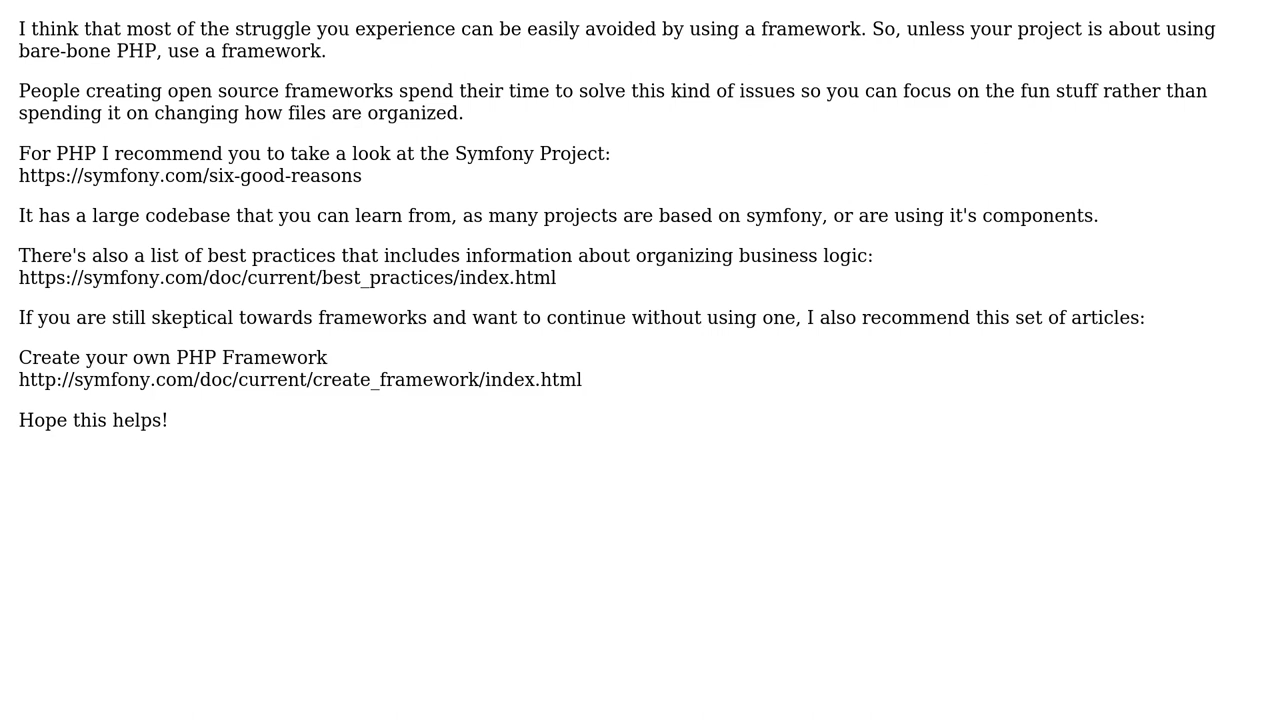 I think that most of the struggle you experience can be easily avoided by using a framework. So, unless your project is about using
bare-bone PHP, use a framework.
People creating open source frameworks spend their time to solve this kind of issues so you can focus on the fun stuff rather than
spending it on changing how files are organized.
For PHP I recommend you to take a look at the Symfony Project:
https://symfony.com/six-good-reasons
It has a large codebase that you can learn from, as many projects are based on symfony, or are using it's components.
There's also a list of best practices that includes information about organizing business logic:
https://symfony.com/doc/current/best_practices/index.html
If you are still skeptical towards frameworks and want to continue without using one, I also recommend this set of articles:
Create your own PHP Framework
http://symfony.com/doc/current/create_framework/index.html
Hope this helps!